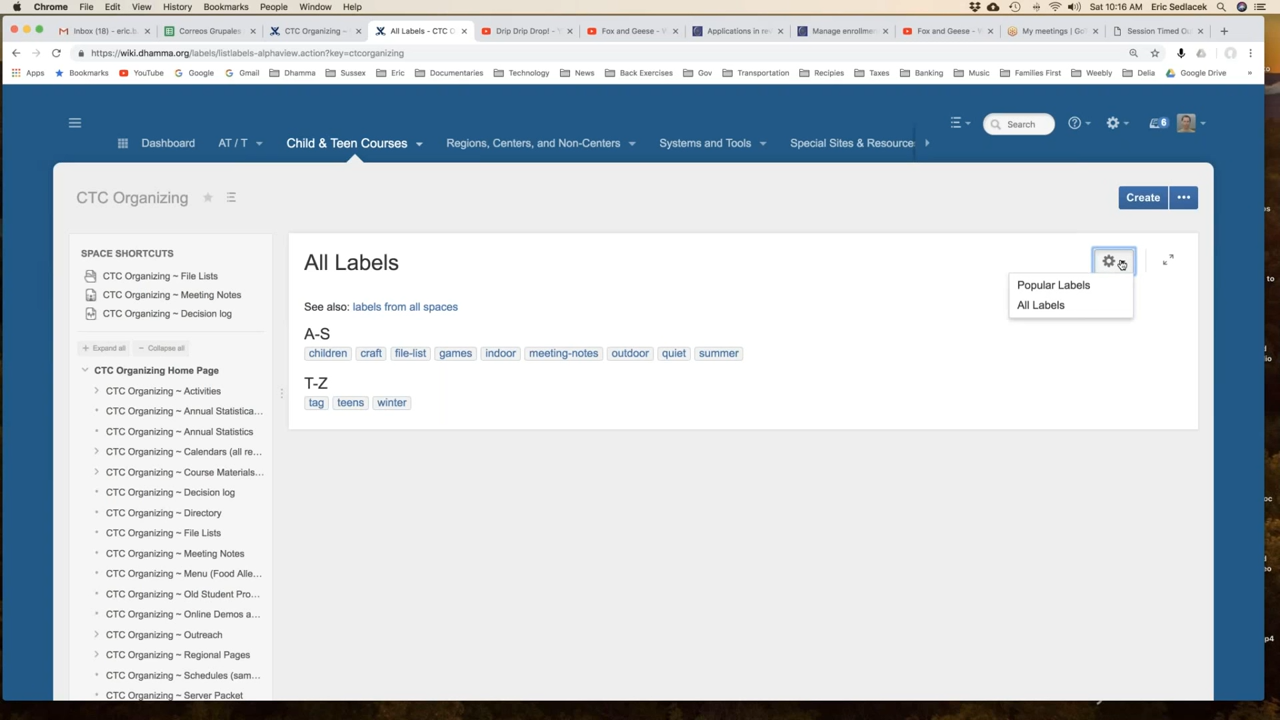 Chrome File Edit View History Bookmarks People Window Help Sat 10:16 AM Eric Sedlacek
Inbox (18) - eric.b Correos Grupales CTC Organizing ~ All Labels - CTC O Drip Drip Drop! - Y Fox and Geese - Applications in re Manage enrollme Fox and Geese - My meetings | Go Session Timed Ou
https://wiki.dhamma.org/labels/listlabels-alphaview.action?key=ctcorganizing
Apps Bookmarks YouTube Google Gmail Dhamma Sussex Eric Documentaries Technology News Back Exercises Gov Transportation Recipies Taxes Banking Music Families First Weebly Delia Google Drive »
Search 6
Dashboard AT / T Child & Teen Courses Regions, Centers, and Non-Centers Systems and Tools Special Sites & Resource
CTC Organizing
Create •••
SPACE SHORTCUTS
CTC Organizing ~ File Lists
CTC Organizing ~ Meeting Notes
CTC Organizing ~ Decision log
Expand all Collapse all
CTC Organizing Home Page
CTC Organizing ~ Activities
CTC Organizing ~ Annual Statistica...
CTC Organizing ~ Annual Statistics
CTC Organizing ~ Calendars (all re...
CTC Organizing ~ Course Materials...
CTC Organizing ~ Decision log
CTC Organizing ~ Directory
CTC Organizing ~ File Lists
CTC Organizing ~ Meeting Notes
CTC Organizing ~ Menu (Food Alle...
CTC Organizing ~ Old Student Pro...
CTC Organizing ~ Online Demos a...
CTC Organizing ~ Outreach
CTC Organizing ~ Regional Pages
CTC Organizing ~ Schedules (sam...
CTC Organizing ~ Server Packet
All Labels
See also: labels from all spaces
A-S
children craft file-list games indoor meeting-notes outdoor quiet summer
T-Z
tag teens winter
Popular Labels
All Labels